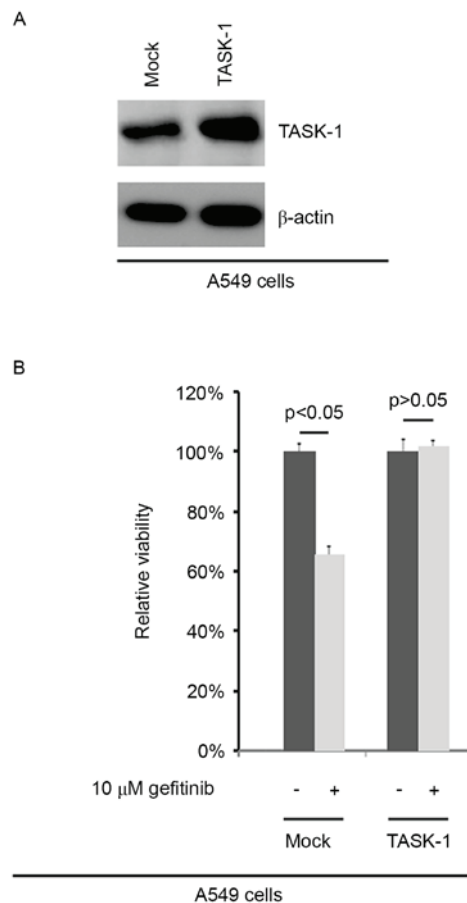 A
Mock
TASK-1
TASK-1
β-actin
A549 cells
B
120%
100%
80%
60%
40%
20%
0%
Relative viability
p<0.05
p>0.05
10 μM gefitinib - + - +
Mock TASK-1
A549 cells